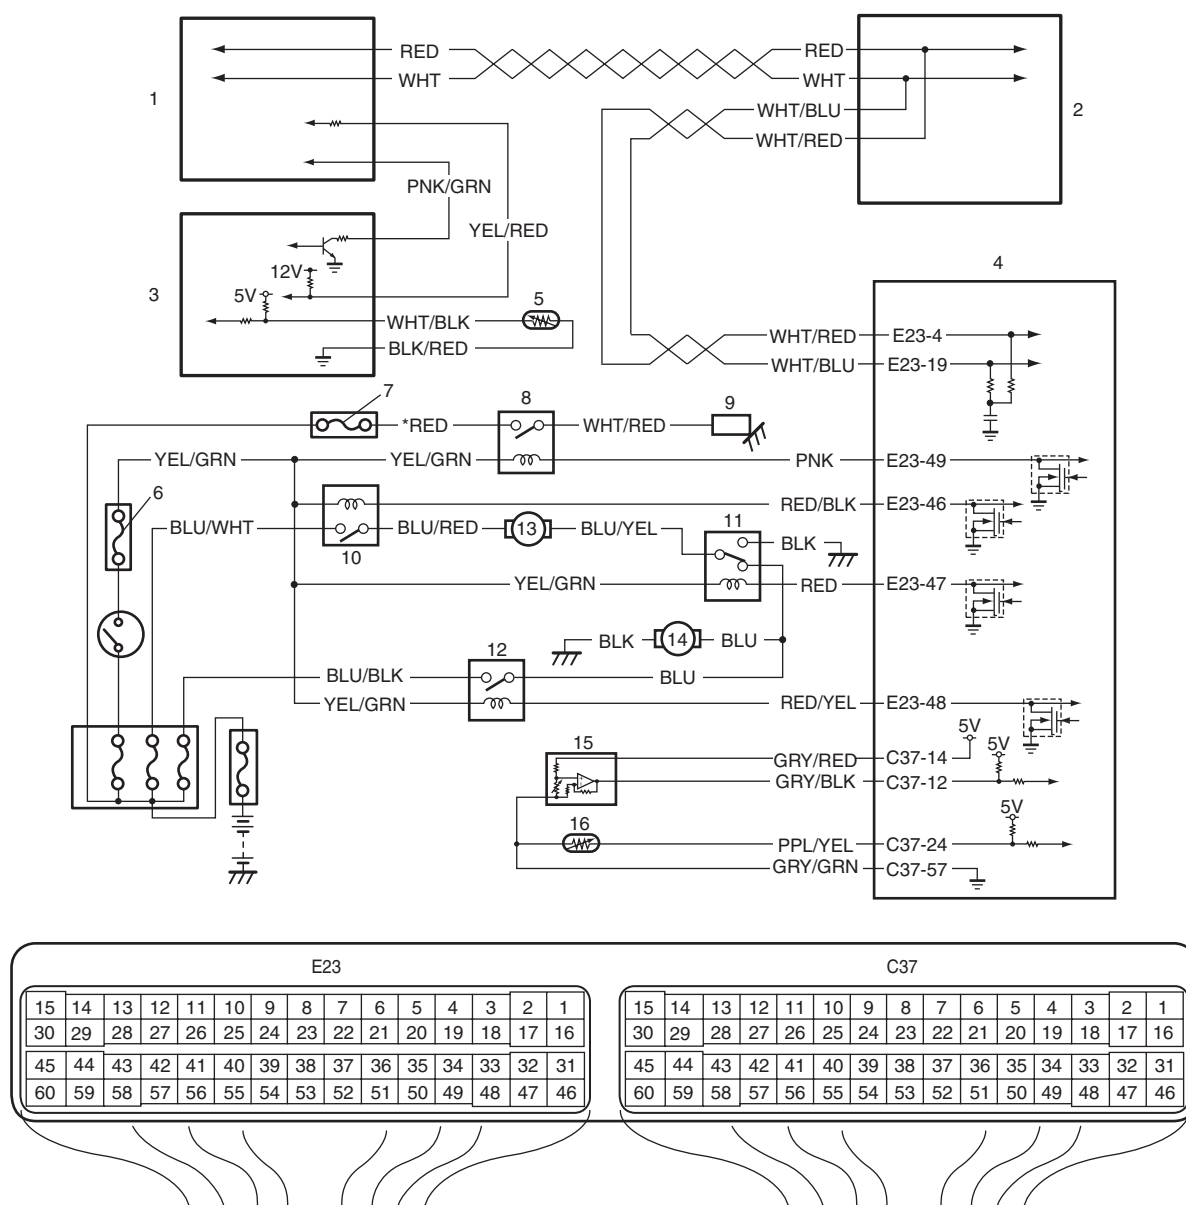 RED RED
WHT WHT
1
WHT/BLU
2
WHT/RED
PNK/GRN
YEL/RED
12V
4
3
5V
5
WHT/BLK
WHT/RED E23-4
BLK/RED
WHT/BLU E23-19
7
8
9
*RED WHT/RED
YEL/GRN YEL/GRN PNK E23-49
6
RED/BLK E23-46
BLU/WHT BLU/RED 13 BLU/YEL 11
BLK
10
YEL/GRN RED E23-47
BLK 14 BLU
12
BLU/BLK BLU
YEL/GRN RED/YEL E23-48
5V
15 5V
GRY/RED C37-14
GRY/BLK C37-12
5V
16
PPL/YEL C37-24
GRY/GRN C37-57
E23 C37
15 14 13 12 11 10 9 8 7 6 5 4 3 2 1 15 14 13 12 11 10 9 8 7 6 5 4 3 2 1
30 29 28 27 26 25 24 23 22 21 20 19 18 17 16 30 29 28 27 26 25 24 23 22 21 20 19 18 17 16
45 44 43 42 41 40 39 38 37 36 35 34 33 32 31 45 44 43 42 41 40 39 38 37 36 35 34 33 32 31
60 59 58 57 56 55 54 53 52 51 50 49 48 47 46 60 59 58 57 56 55 54 53 52 51 50 49 48 47 46